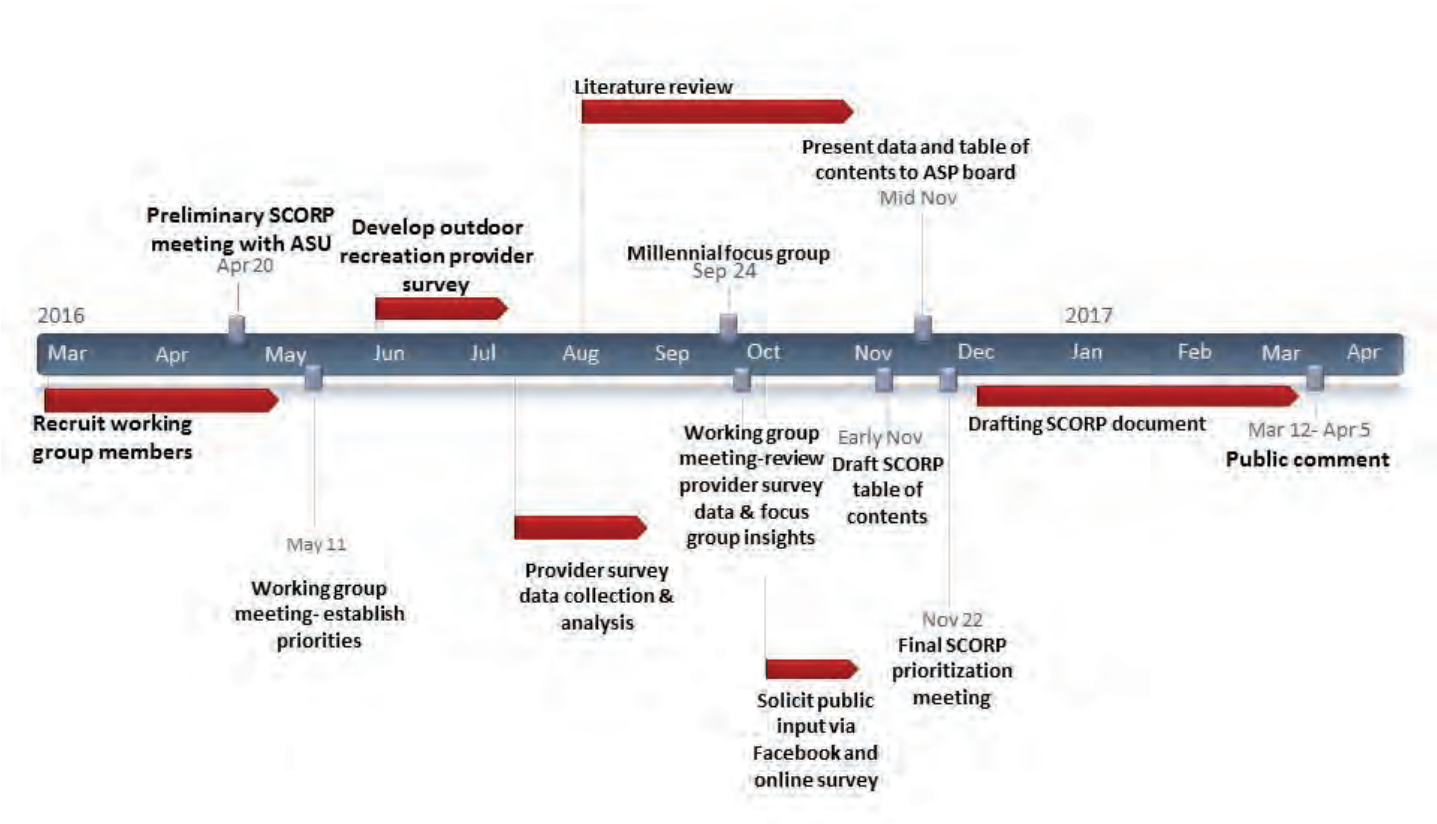 Literature review
Present data and table of
contents to ASP board
Mid Nov
Preliminary SCORP
meeting with ASU
Apr 20
Develop outdoor
recreation provider
survey
Millennial focus group
Sep 24
2016
2017
Mar Apr May Jun Jul Aug Sep Oct Nov Dec Jan Feb Mar Apr
Recruit working
group members
May 11
Working group
meeting- establish
priorities
Provider survey
data collection &
analysis
Working group
meeting-review
provider survey
data & focus
group insights
Solicit public
input via
Facebook and
online survey
Early Nov
Draft SCORP
table of
contents
Nov 22
Final SCORP
prioritization
meeting
Drafting SCORP document
Mar 12- Apr 5
Public comment